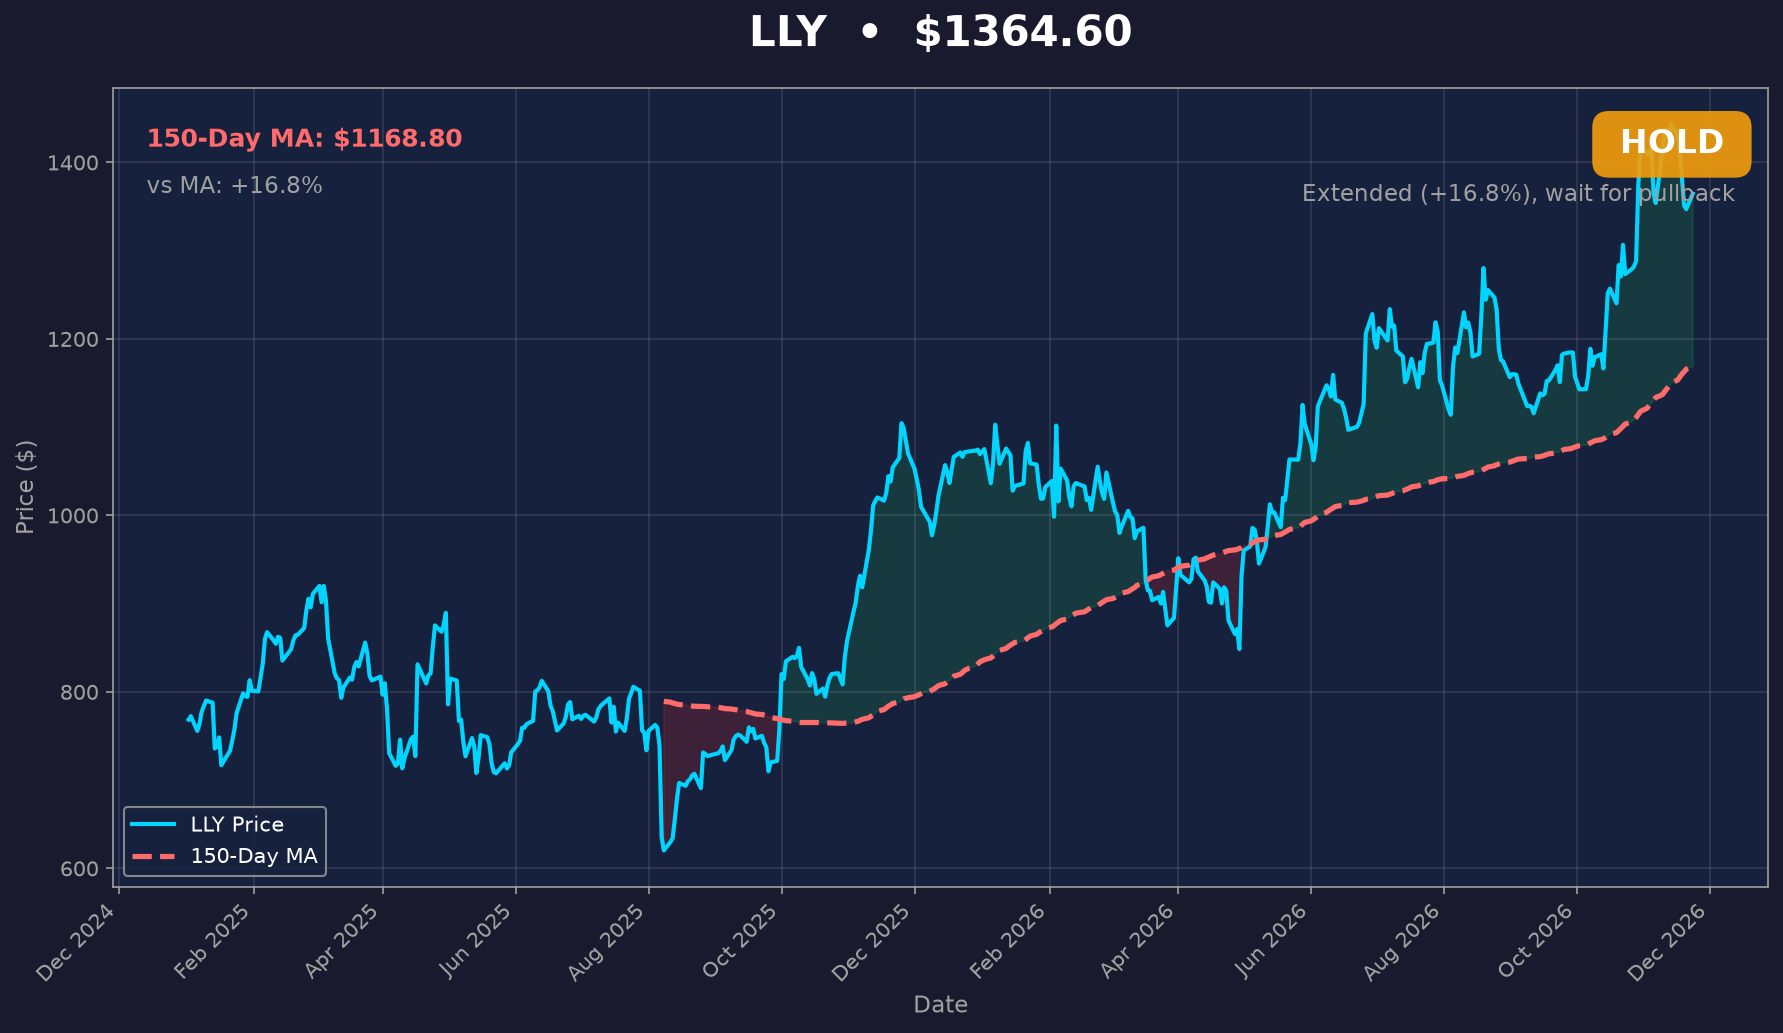 LLY • $1364.60
150-Day MA: $1168.80
vs MA: +16.8%
HOLD
Extended (+16.8%), wait for pullback
Price ($)
1400
1200
1000
800
600
LLY Price
150-Day MA
Dec 2024
Feb 2025
Apr 2025
Jun 2025
Aug 2025
Oct 2025
Dec 2025
Feb 2026
Apr 2026
Jun 2026
Aug 2026
Oct 2026
Dec 2026
Date